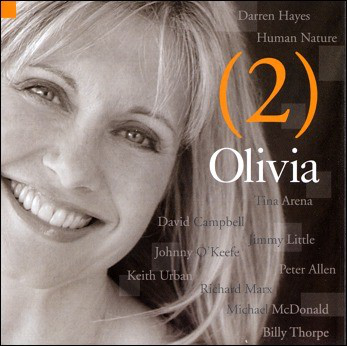 Darren Hayes
Human Nature
(2)
Olivia
Tina Arena
David Campbell
Jimmy Little
Johnny O'Keefe
Peter Allen
Keith Urban
Richard Marx
Michael McDonald
Billy Thorpe